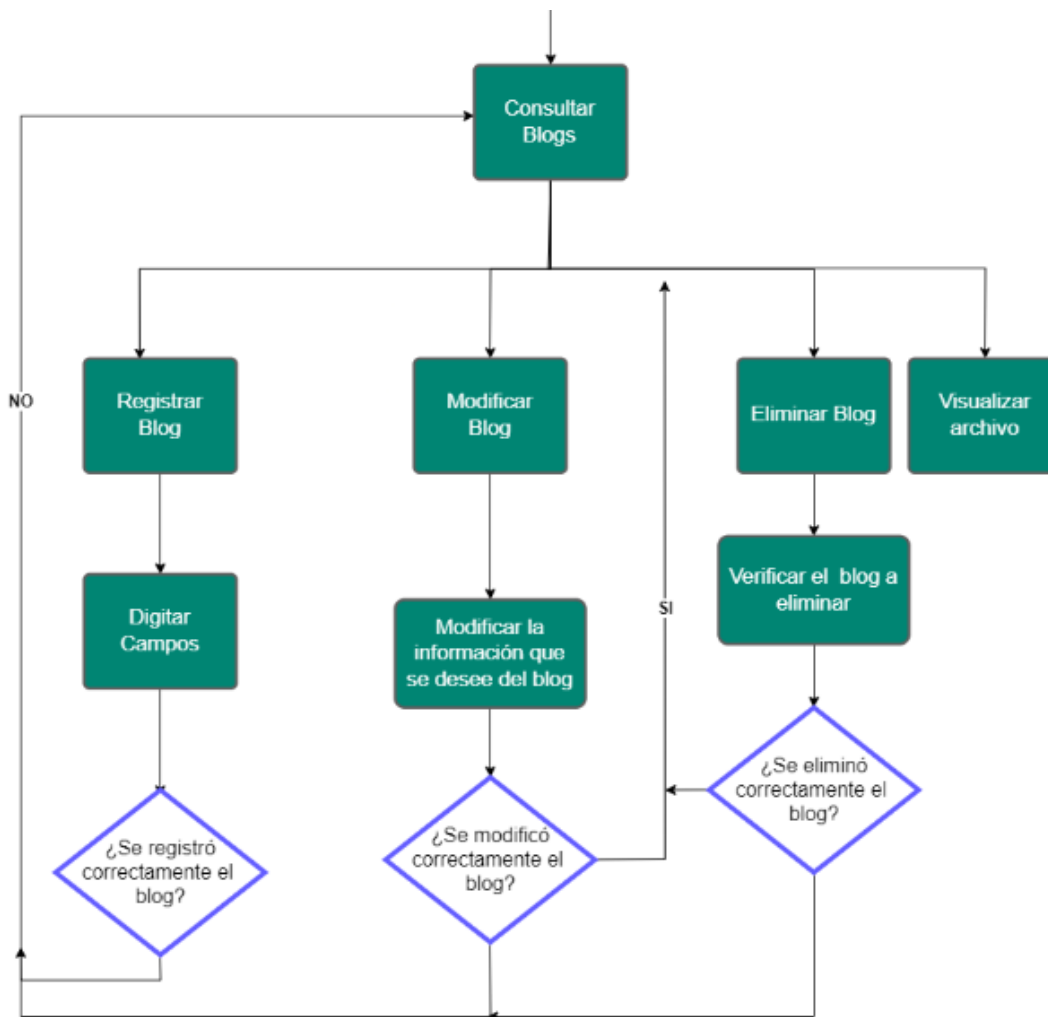 Consultar
Blogs
NO
Registrar
Blog
Modificar
Blog
Eliminar Blog
Visualizar
archivo
Digitar
Campos
Modificar la
información que
se desee del blog
SI
Verificar el blog a
eliminar
¿Se registró
correctamente el
blog?
¿Se modificó
correctamente el
blog?
¿Se eliminó
correctamente el
blog?